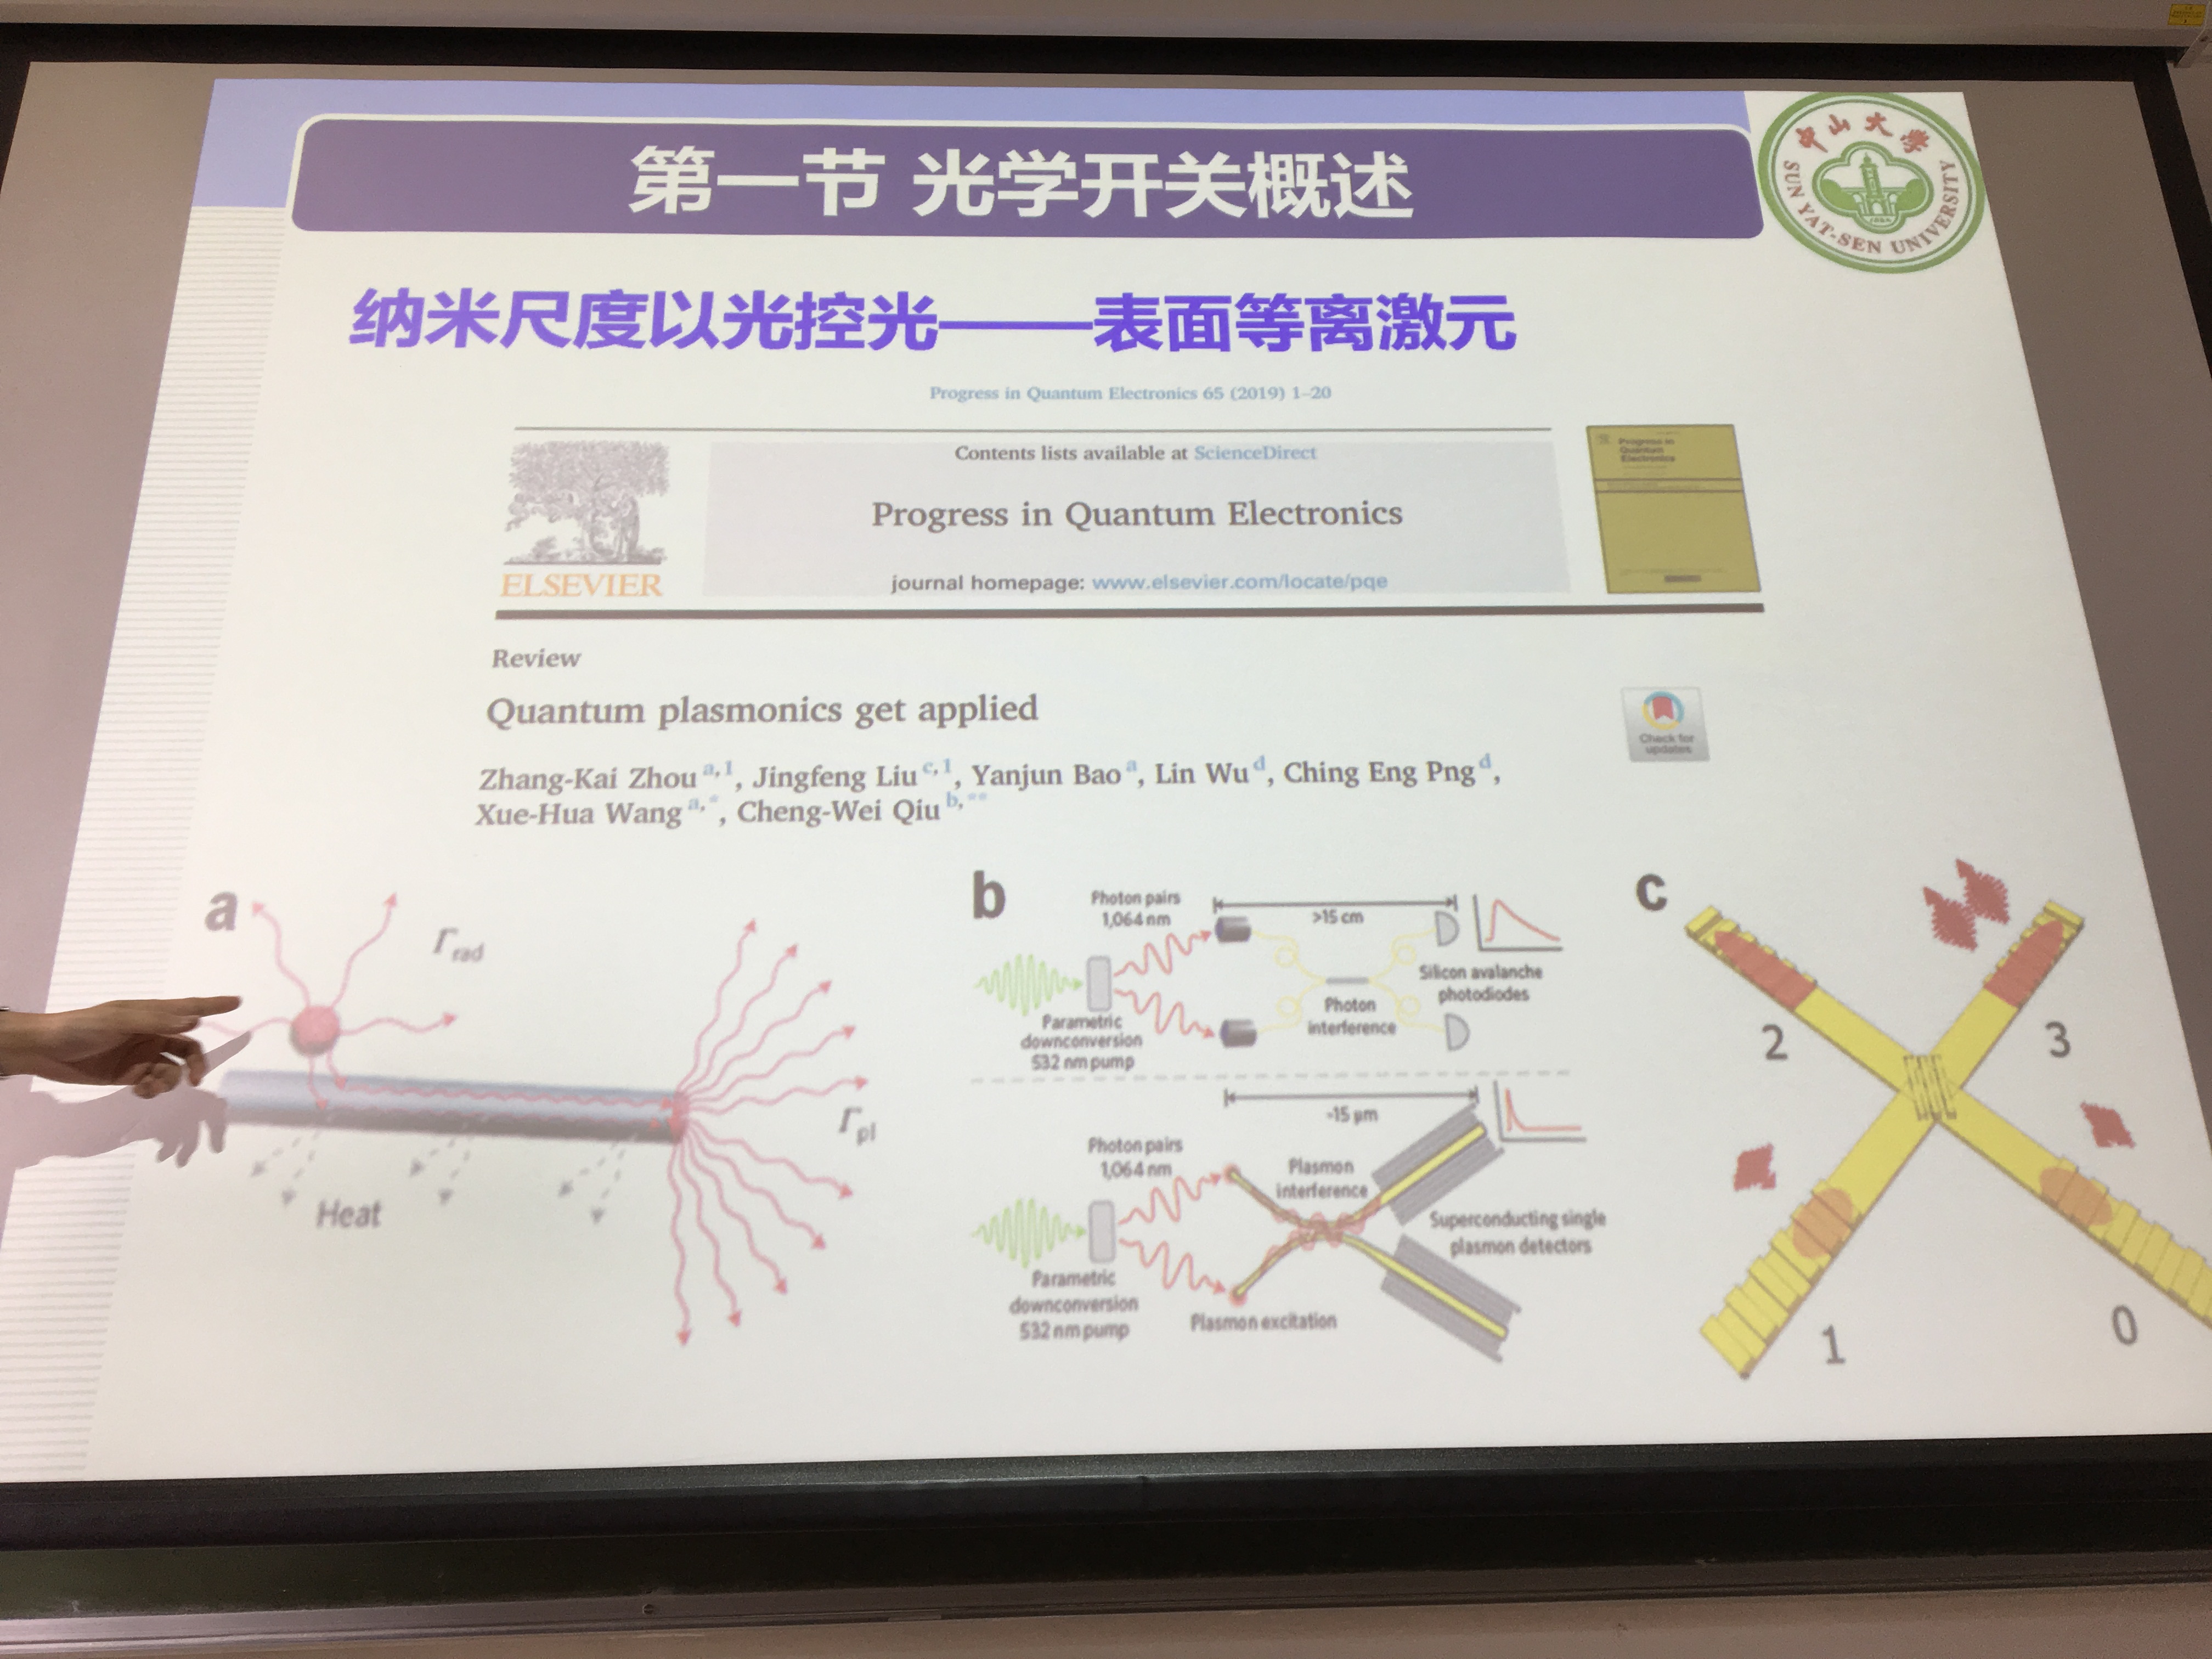 第一节 光学开关概述
中山大学
SUN YAT-SEN UNIVERSITY
纳米尺度以光控光——表面等离激元
Progress in Quantum Electronics 65 (2019) 1–20
Contents lists available at ScienceDirect
Progress in Quantum Electronics
journal homepage: www.elsevier.com/locate/pqe
ELSEVIER
Progress in
Quantum
Electronics
Review
Quantum plasmonics get applied
Check for
updates
Zhang-Kai Zhou a,1, Jingfeng Liu c,1, Yanjun Bao a, Lin Wu d, Ching Eng Png d,
Xue-Hua Wang a,*, Cheng-Wei Qiu b,**
a
Γrad
Γpl
Heat
b
Photon pairs
1,064 nm
>15 cm
Parametric
downconversion
532 nm pump
Photon
interference
Silicon avalanche
photodiodes
~15 μm
Photon pairs
1,064 nm
Plasmon
interference
Parametric
downconversion
532 nm pump
Plasmon excitation
Superconducting single
plasmon detectors
c
2
3
1
0